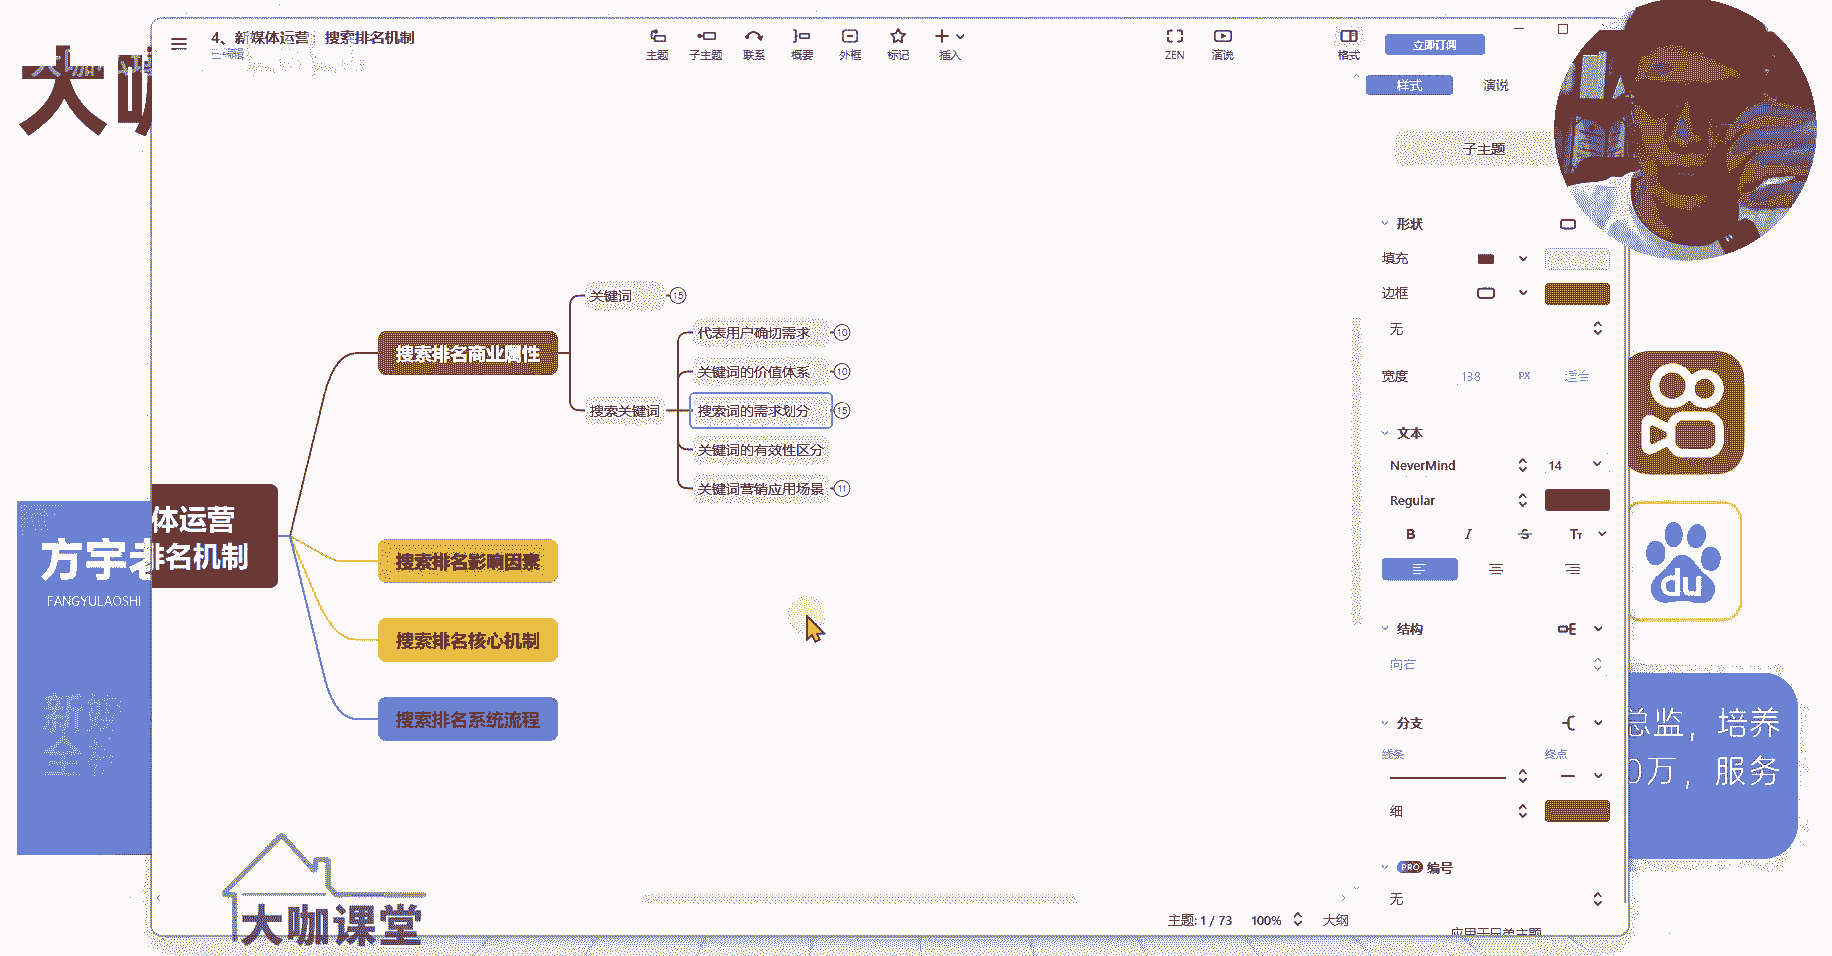 4、新媒体运营：搜索排名机制
已编辑
主题
子主题
联系
概要
外框
标记
插入
ZEN
演说
格式
立即订阅
样式
演说
子主题
形状
填充
边框
无
宽度
PX
适合
文本
NeverMind
14
Regular
B
I
S
Tт
结构
向右
分支
线条
终点
细
PRO
编号
无
应用于兄弟主题
体运营
排名机制
搜索排名商业属性
关键词
15
搜索关键词
代表用户确切需求
10
关键词的价值体系
10
搜索词的需求划分
15
关键词的有效性区分
关键词营销应用场景
11
搜索排名影响因素
搜索排名核心机制
搜索排名系统流程
主题: 1 / 73
100%
大纲
大咖课堂
大
方宇
FANGYULAOSHI
du
总监，培养
0万，服务